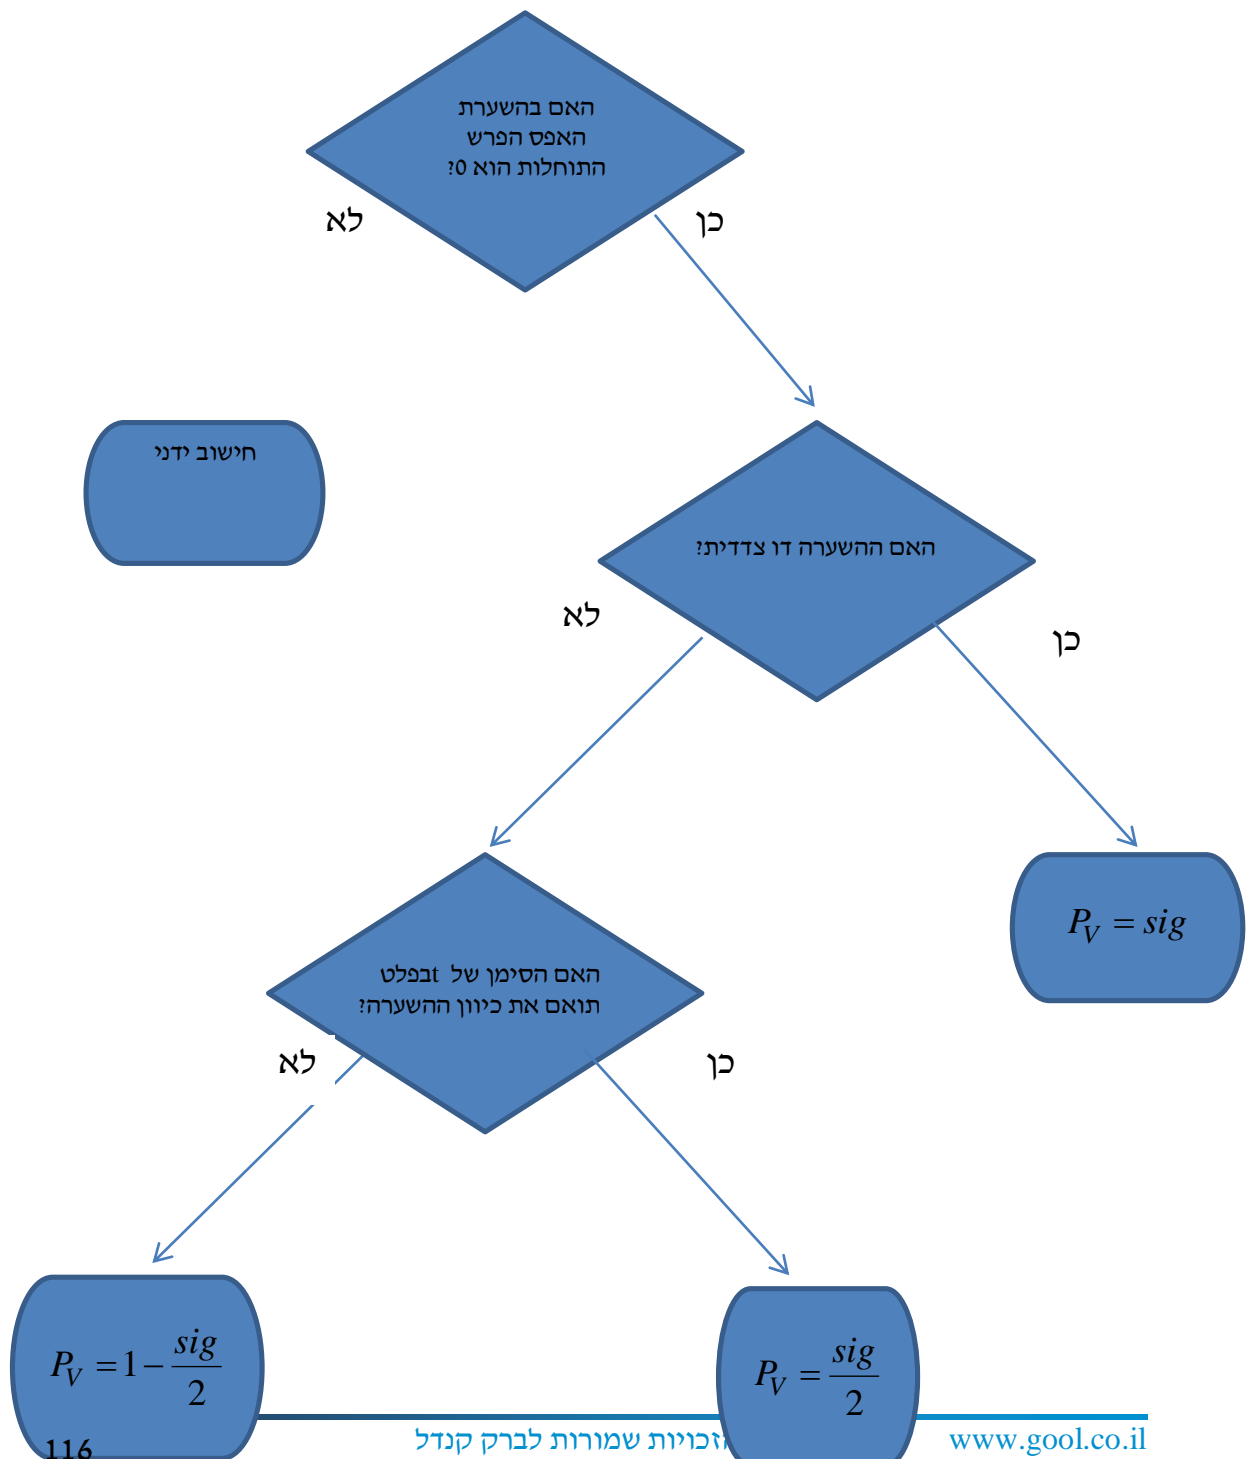 האם בהשערת
האפס הפרש
התוחלות הוא 0?
לא
כן
חישוב ידני
האם ההשערה דו צדדית?
לא
כן
P_V = sig
האם הסימן של t בפלט
תואם את כיוון ההשערה?
לא
כן
P_V = 1 - sig/2
P_V = sig/2
116
זכויות שמורות לברק קנדל
www.gool.co.il